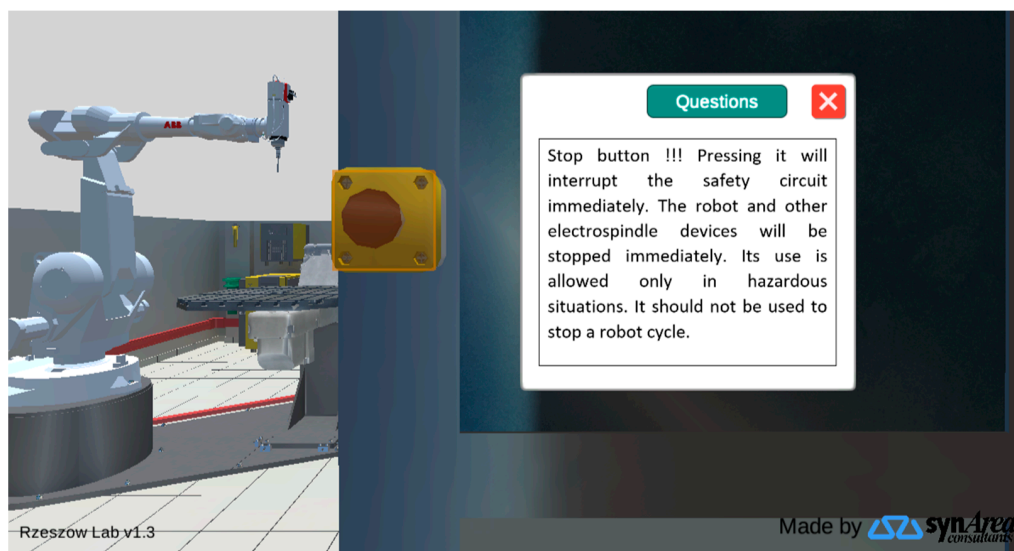 Questions
Stop button !!! Pressing it will
interrupt the safety circuit
immediately. The robot and other
electrospindle devices will be
stopped immediately. Its use is
allowed only in hazardous
situations. It should not be used to
stop a robot cycle.
ABB
Rzeszow Lab v1.3
Made by synArea
consultants